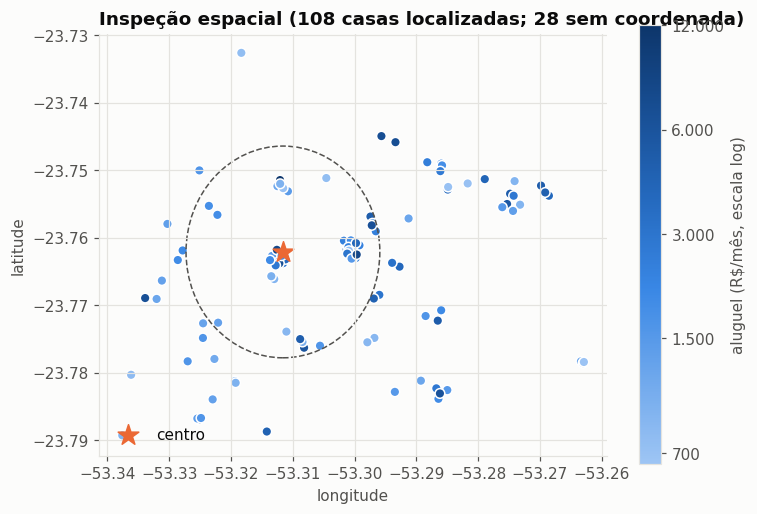 Inspeção espacial (108 casas localizadas; 28 sem coordenada)
12.000
6.000
3.000
1.500
700
aluguel (R$/mês, escala log)
−23.73
−23.74
−23.75
−23.76
−23.77
−23.78
−23.79
latitude
centro
−53.34 −53.33 −53.32 −53.31 −53.30 −53.29 −53.28 −53.27 −53.26
longitude